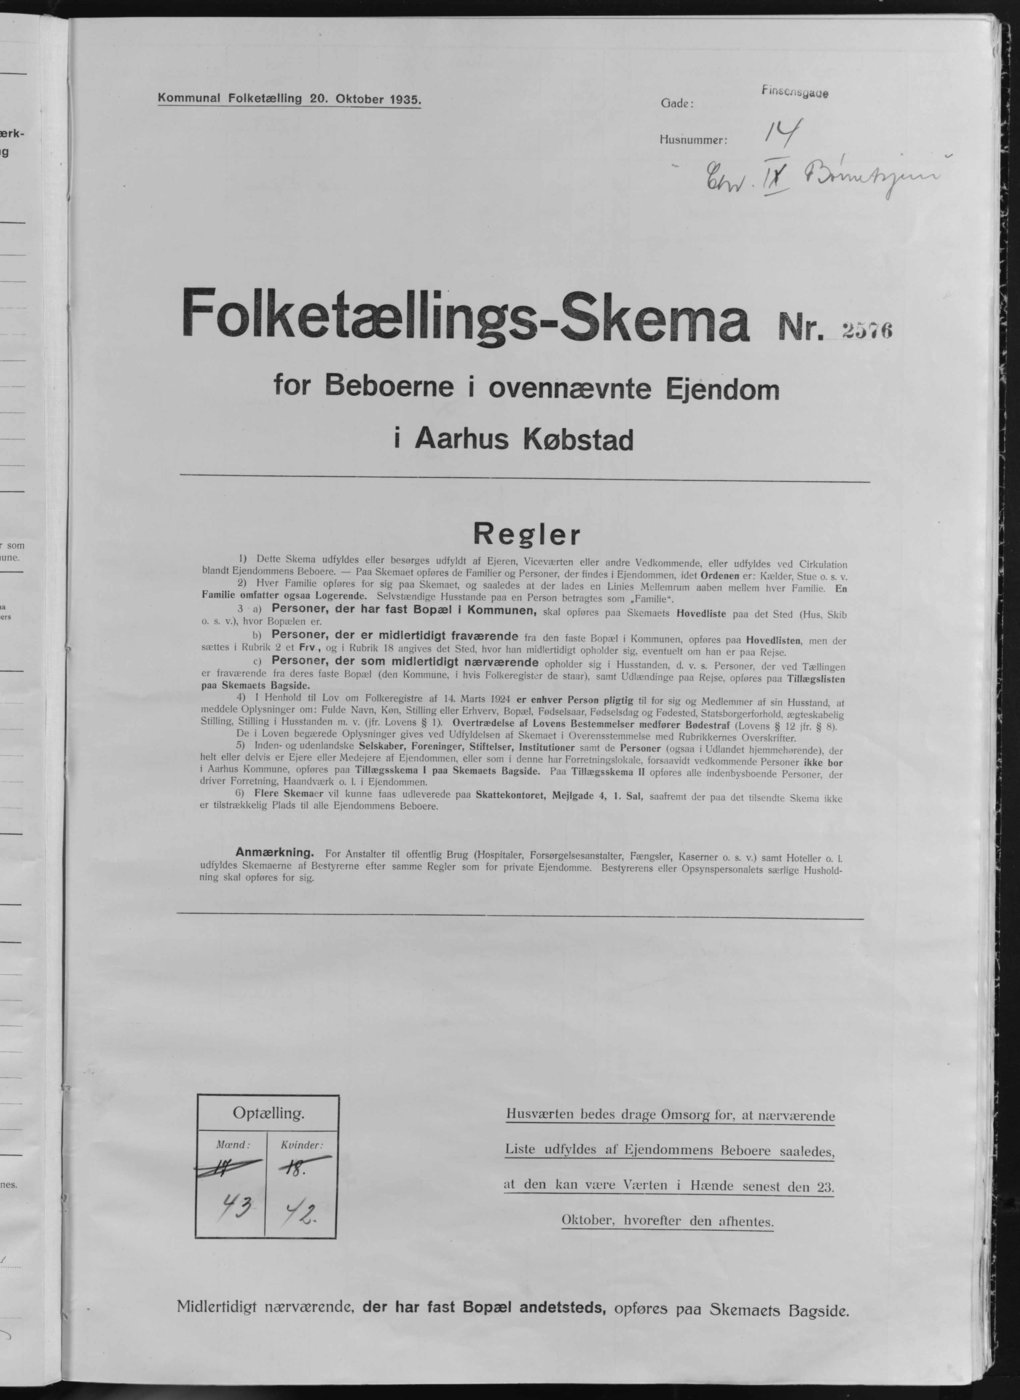 Kommunal Folketælling 20. Oktober 1935.
Gade: Finsensgade
Husnummer: 14
" Chr. IX Børnehjem "
Folketællings-Skema Nr. 2576
for Beboerne i ovennævnte Ejendom
i Aarhus Købstad
Regler
1) Dette Skema udfyldes eller besørges udfyldt af Ejeren, Viceværten eller andre Vedkommende, eller udfyldes ved Cirkulation
blandt Ejendommens Beboere. — Paa Skemaet opføres de Familier og Personer, der findes i Ejendommen, idet Ordenen er: Kælder, Stue o. s. v.
2) Hver Familie opføres for sig paa Skemaet, og saaledes at der lades en Linies Mellemrum aaben mellem hver Familie. En
Familie omfatter ogsaa Logerende. Selvstændige Husstande paa en Person betragtes som „Familie".
3 a) Personer, der har fast Bopæl i Kommunen, skal opføres paa Skemaets Hovedliste paa det Sted (Hus, Skib
o. s. v.), hvor Bopælen er.
b) Personer, der er midlertidigt fraværende fra den faste Bopæl i Kommunen, opføres paa Hovedlisten, men der
sættes i Rubrik 2 et Frv., og i Rubrik 18 angives det Sted, hvor han midlertidigt opholder sig, eventuelt om han er paa Rejse.
c) Personer, der som midlertidigt nærværende opholder sig i Husstanden, d. v. s. Personer, der ved Tællingen
er fraværende fra deres faste Bopæl (den Kommune, i hvis Folkeregister de staar), samt Udlændinge paa Rejse, opføres paa Tillægslisten
paa Skemaets Bagside.
4) I Henhold til Lov om Folkeregistre af 14. Marts 1924 er enhver Person pligtig til for sig og Medlemmer af sin Husstand, at
meddele Oplysninger om: Fulde Navn, Køn, Stilling eller Erhverv, Bopæl, Fødselsaar, Fødselsdag og Fødested, Statsborgerforhold, ægteskabelig
Stilling, Stilling i Husstanden m. v. (jfr. Lovens § 1). Overtrædelse af Lovens Bestemmelser medfører Bødestraf (Lovens § 12 jfr. § 8).
De i Loven begærede Oplysninger gives ved Udfyldelsen af Skemaet i Overensstemmelse med Rubrikkernes Overskrifter.
5) Inden- og udenlandske Selskaber, Foreninger, Stiftelser, Institutioner samt de Personer (ogsaa i Udlandet hjemmehørende), der
helt eller delvis er Ejere eller Medejere af Ejendommen, eller som i denne har Forretningslokale, forsaavidt vedkommende Personer ikke bor
i Aarhus Kommune, opføres paa Tillægsskema I paa Skemaets Bagside. Paa Tillægsskema II opføres alle indenbysboende Personer, der
driver Forretning, Haandværk o. l. i Ejendommen.
6) Flere Skemaer vil kunne faas udleverede paa Skattekontoret, Mejlgade 4, 1. Sal, saafremt der paa det tilsendte Skema ikke
er tilstrækkelig Plads til alle Ejendommens Beboere.
Anmærkning. For Anstalter til offentlig Brug (Hospitaler, Forsørgelsesanstalter, Fængsler, Kaserner o. s. v.) samt Hoteller o. l.
udfyldes Skemaerne af Bestyrerne efter samme Regler som for private Ejendomme. Bestyrerens eller Opsynspersonalets særlige Hushold-
ning skal opføres for sig.
Optælling.
Mænd: Kvinder:
17 18.
43 42.
Husværten bedes drage Omsorg for, at nærværende
Liste udfyldes af Ejendommens Beboere saaledes,
at den kan være Værten i Hænde senest den 23.
Oktober, hvorefter den afhentes.
Midlertidigt nærværende, der har fast Bopæl andetsteds, opføres paa Skemaets Bagside.